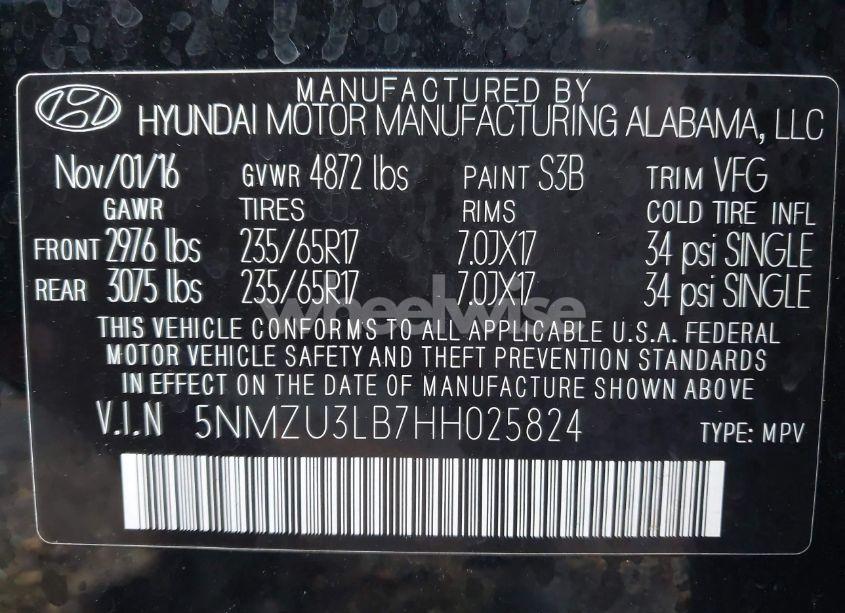 MANUFACTURED BY
HYUNDAI MOTOR MANUFACTURING ALABAMA, LLC
Nov/01/16 GVWR 4872 lbs PAINT S3B TRIM VFG
GAWR TIRES RIMS COLD TIRE INFL
FRONT 2976 lbs 235/65R17 7.0JX17 34 psi SINGLE
REAR 3075 lbs 235/65R17 7.0JX17 34 psi SINGLE
wheelwise
THIS VEHICLE CONFORMS TO ALL APPLICABLE U.S.A. FEDERAL
MOTOR VEHICLE SAFETY AND THEFT PREVENTION STANDARDS
IN EFFECT ON THE DATE OF MANUFACTURE SHOWN ABOVE
V.I.N 5NMZU3LB7HH025824 TYPE: MPV